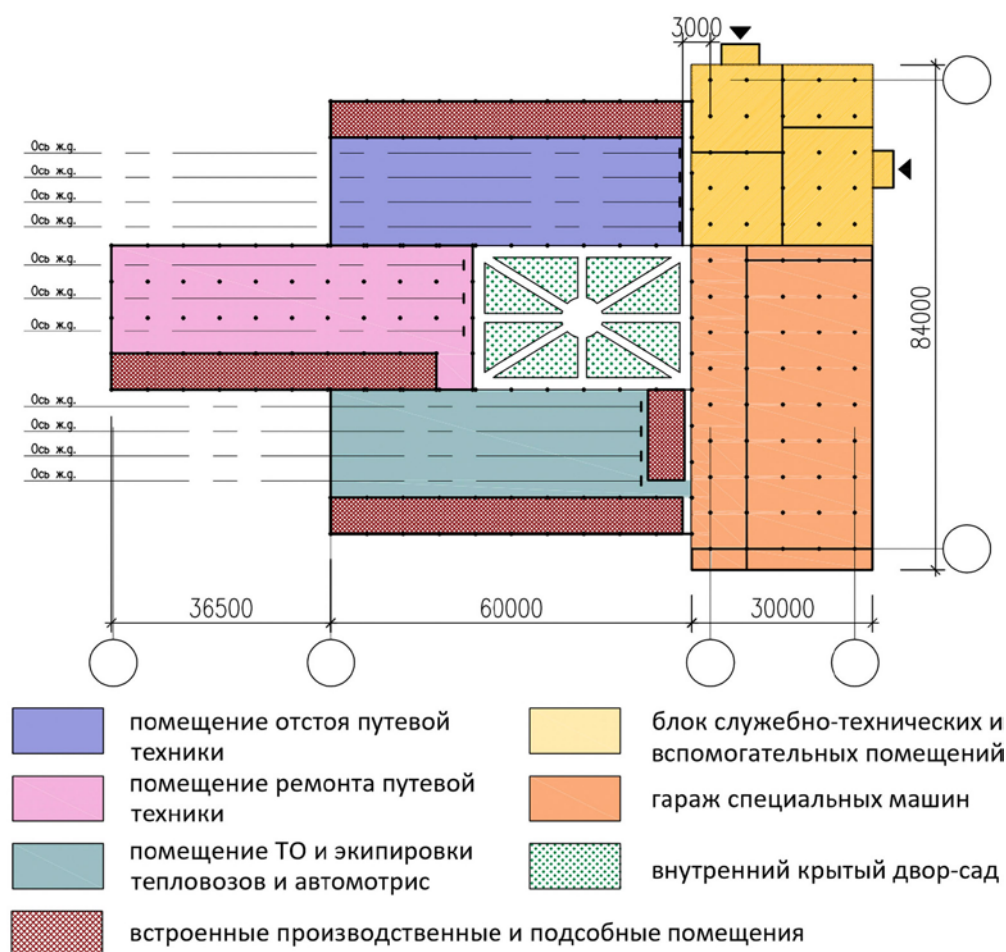 3000
Ось ж.д.
Ось ж.д.
Ось ж.д.
Ось ж.д.
Ось ж.д.
Ось ж.д.
Ось ж.д.
84000
Ось ж.д.
Ось ж.д.
Ось ж.д.
Ось ж.д.
36500
60000
30000
помещение отстоя путевой
техники
помещение ремонта путевой
техники
помещение ТО и экипировки
тепловозов и автомотрис
встроенные производственные и подсобные помещения
блок служебно-технических и
вспомогательных помещений
гараж специальных машин
внутренний крытый двор-сад